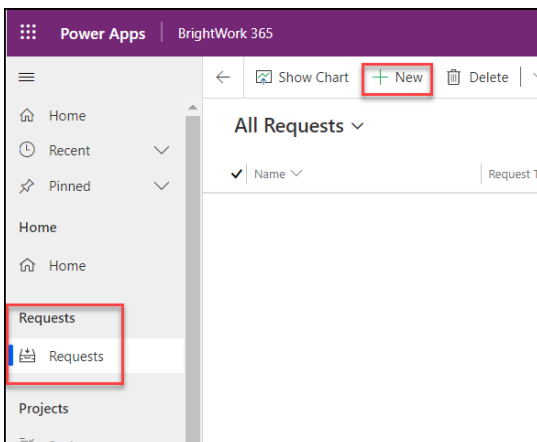 Power Apps BrightWork 365
Show Chart New Delete
Home
All Requests
Recent
Name Request T
Pinned
Home
Home
Requests
Requests
Projects